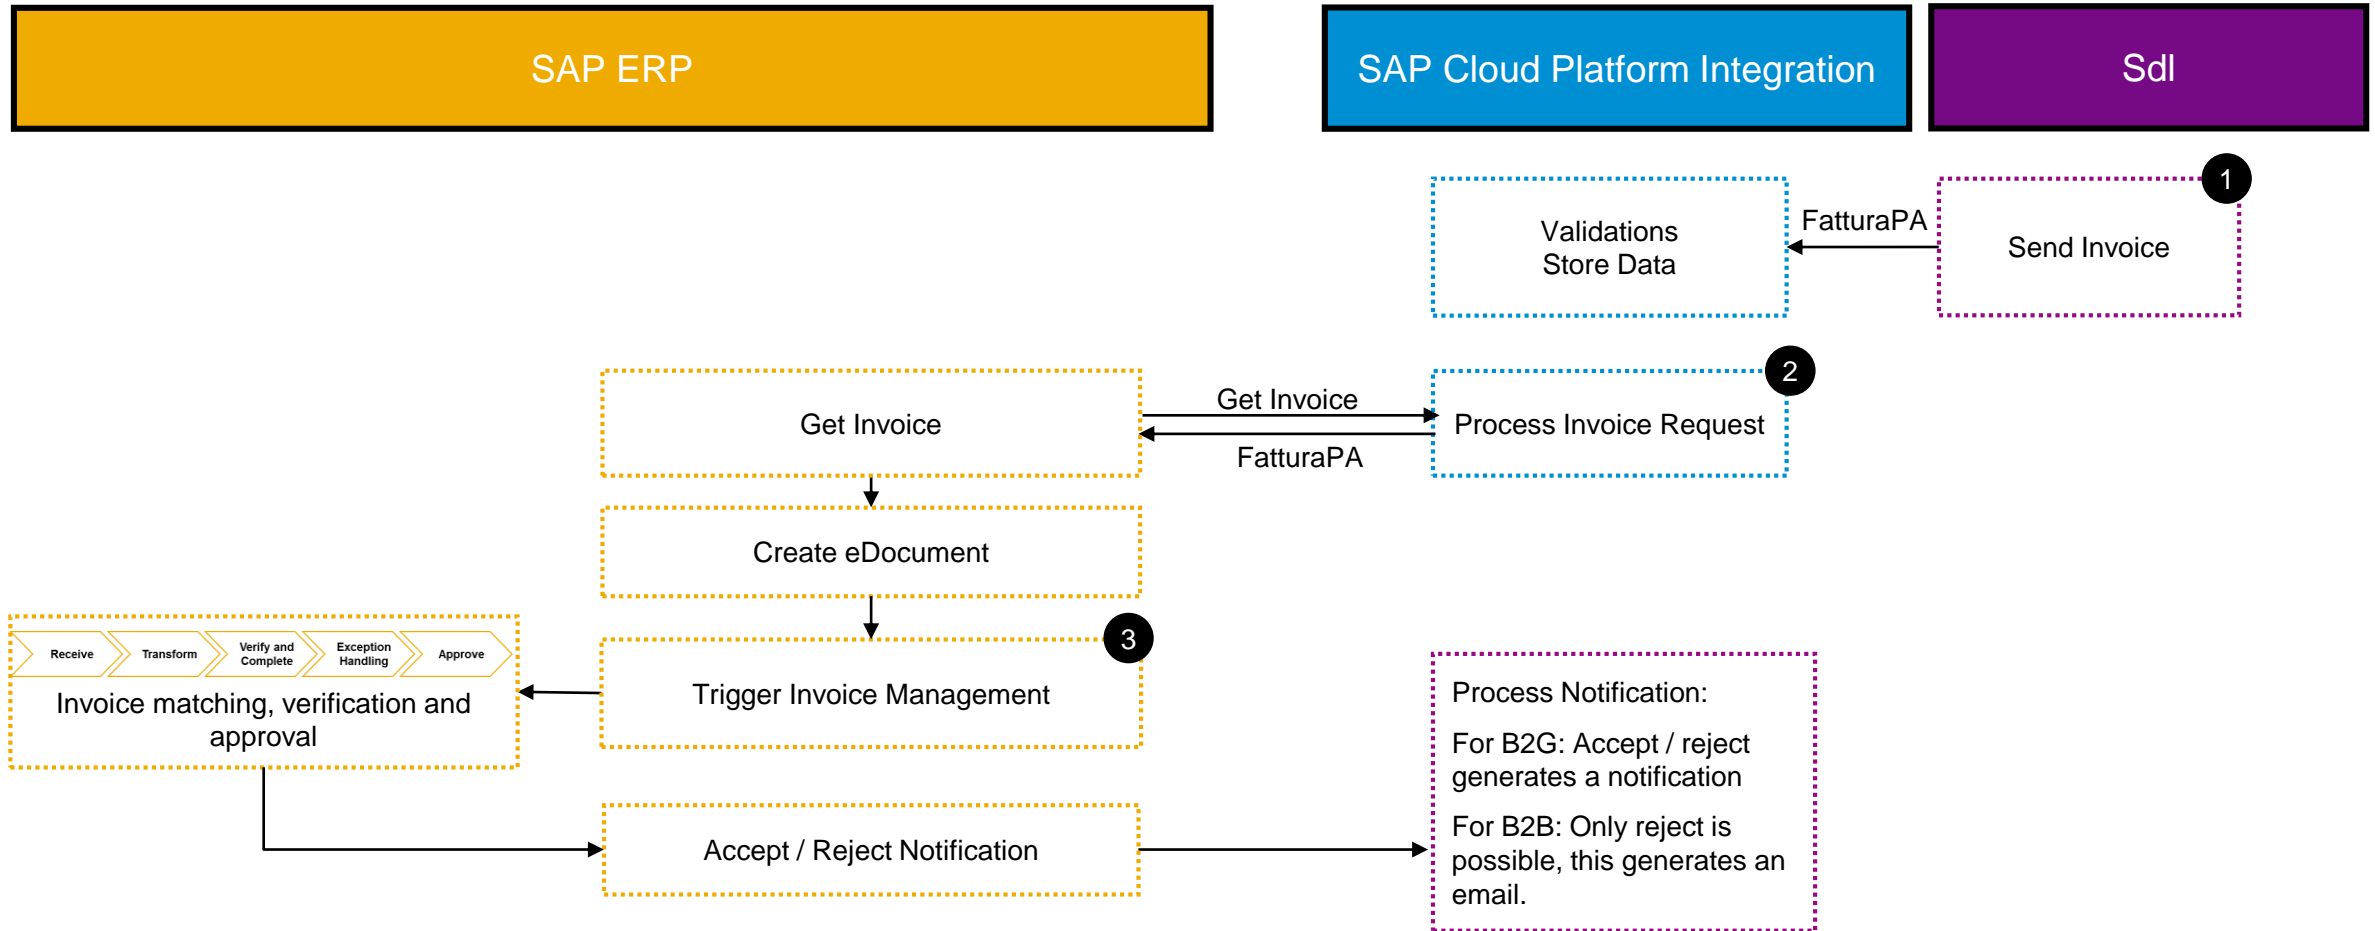 SAP ERP
SAP Cloud Platform Integration
SdI
1
FatturaPA
Validations
Store Data
Send Invoice
2
Get Invoice
Get Invoice
Process Invoice Request
FatturaPA
Create eDocument
3
Receive
Transform
Verify and
Complete
Exception
Handling
Approve
Invoice matching, verification and
approval
Trigger Invoice Management
Process Notification:
For B2G: Accept / reject
generates a notification
For B2B: Only reject is
possible, this generates an
email.
Accept / Reject Notification